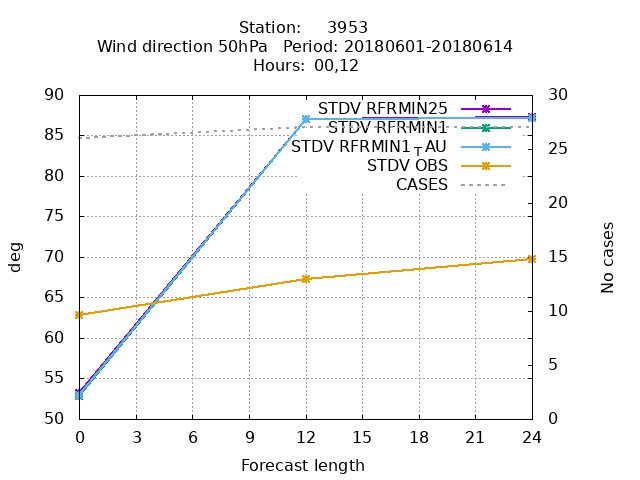 Station: 3953
Wind direction 50hPa Period: 20180601-20180614
Hours: 00,12
STDV RFRMIN25
STDV RFRMIN1
STDV RFRMIN1TAU
STDV OBS
CASES
90
85
80
75
70
65
60
55
50
30
25
20
15
10
5
0
deg
No cases
0 3 6 9 12 15 18 21 24
Forecast length